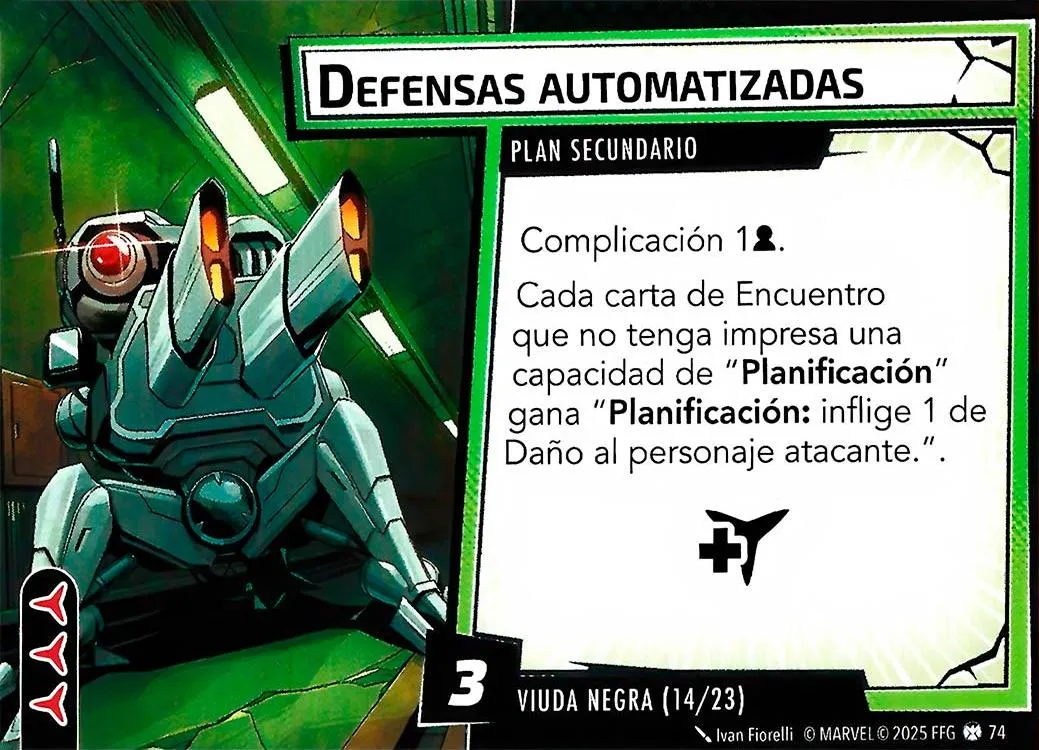 DEFENSAS AUTOMATIZADAS
PLAN SECUNDARIO
Complicación 1.
Cada carta de Encuentro
que no tenga impresa una
capacidad de “Planificación”
gana “Planificación: inflige 1 de
Daño al personaje atacante.”.
3
VIUDA NEGRA (14/23)
Ivan Fiorelli © MARVEL © 2025 FFG 74